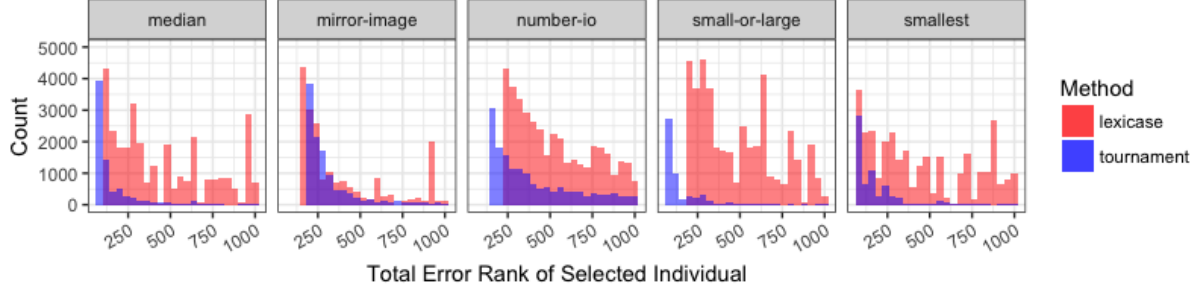 median mirror-image number-io small-or-large smallest
5000
4000
3000
2000
1000
0
Count
250 500 750 1000 250 500 750 1000 250 500 750 1000 250 500 750 1000 250 500 750 1000
Total Error Rank of Selected Individual
Method
lexicase
tournament